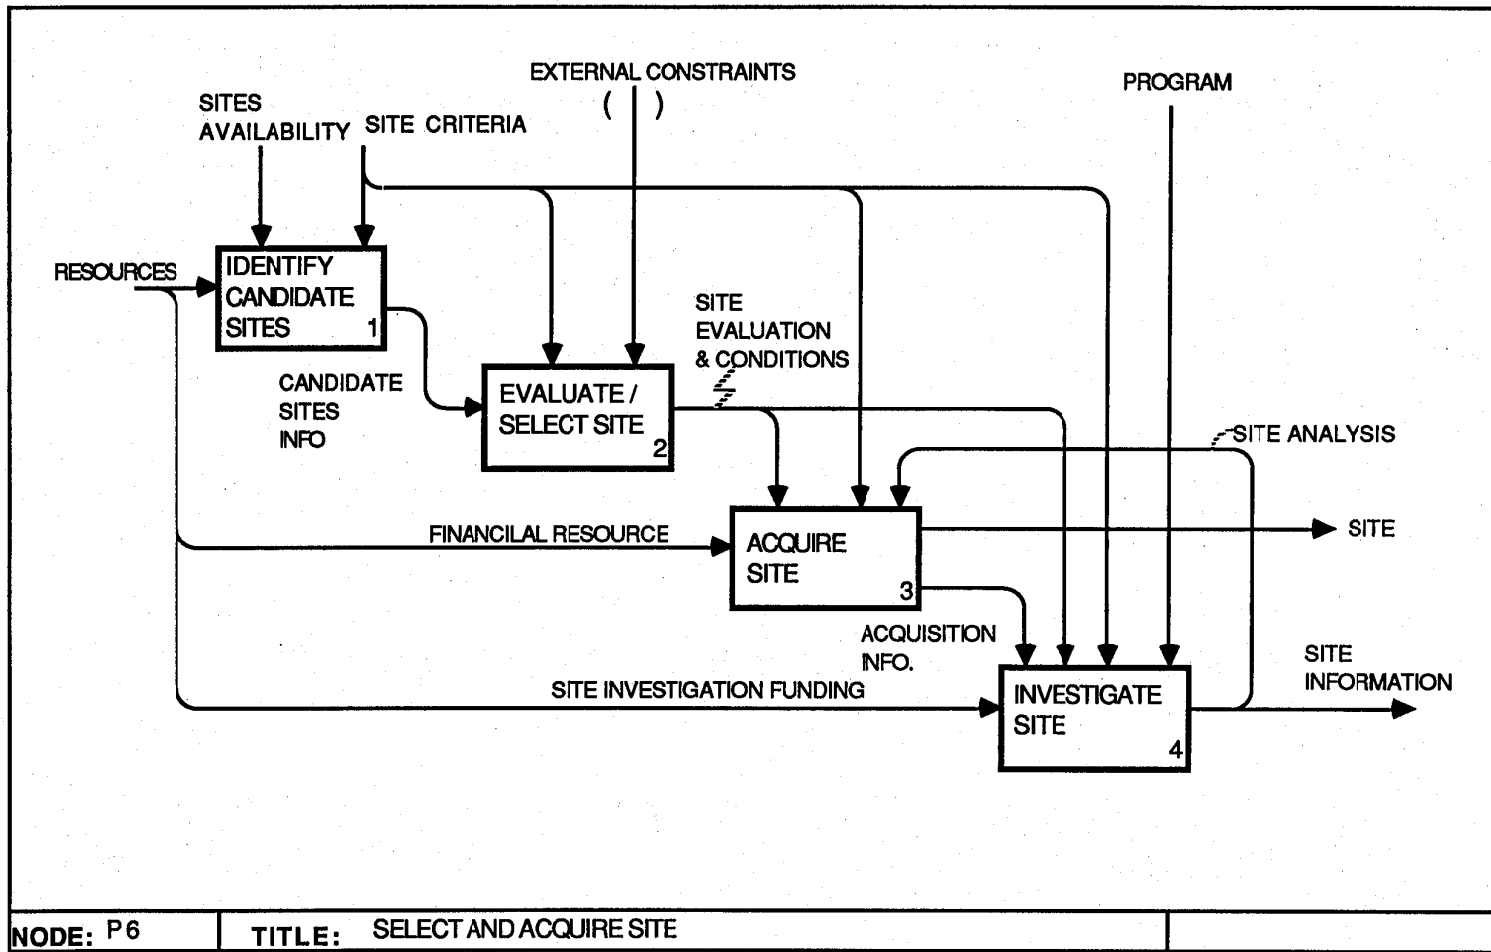 EXTERNAL CONSTRAINTS
(     )
PROGRAM
SITES
AVAILABILITY
SITE CRITERIA
RESOURCES
IDENTIFY
CANDIDATE
SITES
1
SITE
EVALUATION
& CONDITIONS
CANDIDATE
SITES
INFO
EVALUATE /
SELECT SITE
2
SITE ANALYSIS
FINANCILAL RESOURCE
ACQUIRE
SITE
3
SITE
ACQUISITION
INFO.
SITE
INFORMATION
SITE INVESTIGATION FUNDING
INVESTIGATE
SITE
4
NODE: P6
TITLE: SELECT AND ACQUIRE SITE